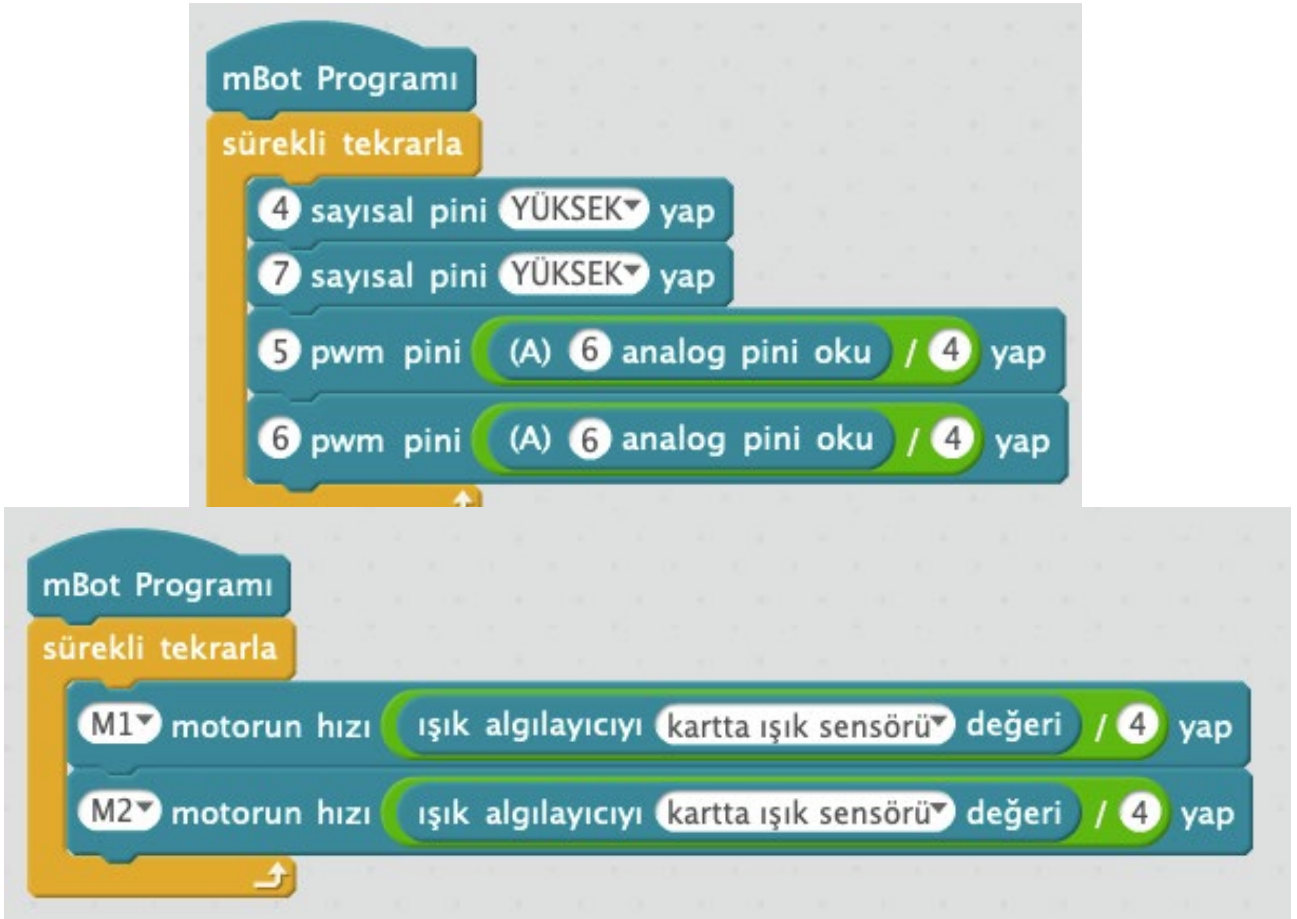 mBot Programı
sürekli tekrarla
4 sayısal pini YÜKSEK yap
7 sayısal pini YÜKSEK yap
5 pwm pini (A) 6 analog pini oku / 4 yap
6 pwm pini (A) 6 analog pini oku / 4 yap
mBot Programı
sürekli tekrarla
M1 motorun hızı ışık algılayıcıyı kartta ışık sensörü değeri / 4 yap
M2 motorun hızı ışık algılayıcıyı kartta ışık sensörü değeri / 4 yap